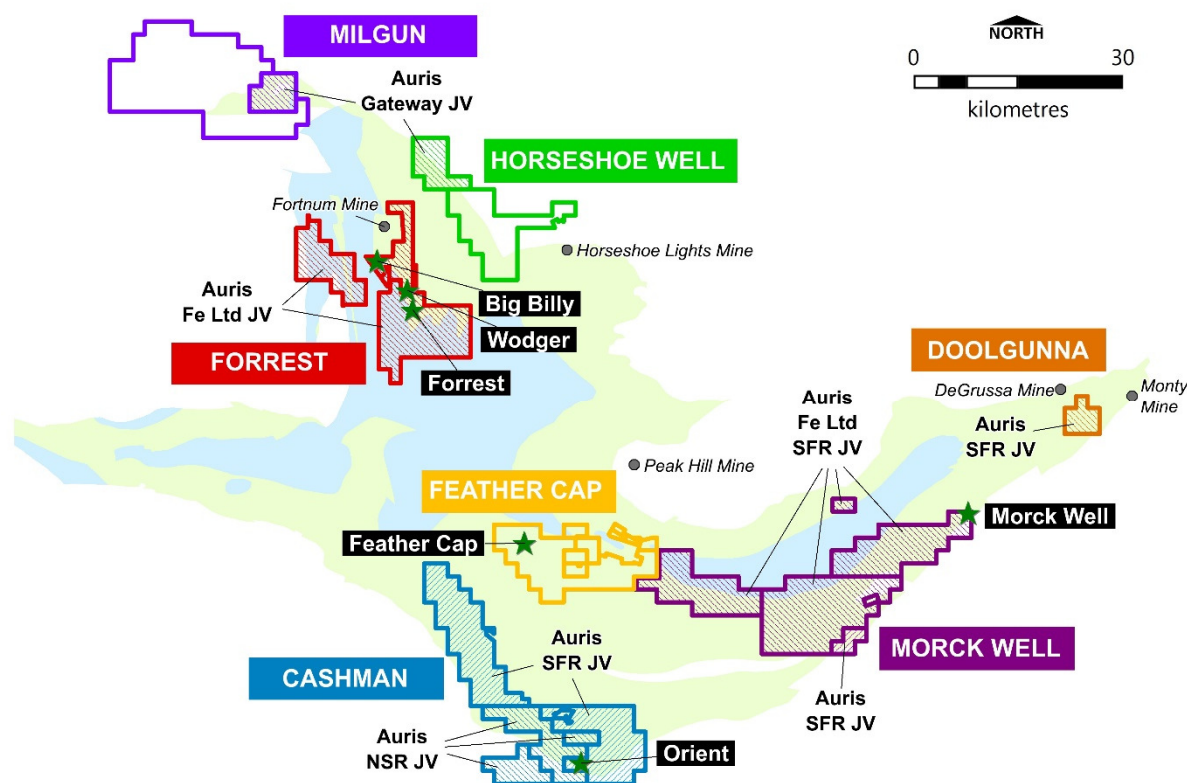 MILGUN
NORTH
0 30
kilometres
Auris
Gateway JV
HORSESHOE WELL
Fortnum Mine
Horseshoe Lights Mine
Auris
Fe Ltd JV
Big Billy
Wodger
FORREST
Forrest
DOOLGUNNA
DeGrussa Mine
Monty
Mine
Auris
Fe Ltd
SFR JV
Auris
SFR JV
Peak Hill Mine
FEATHER CAP
Feather Cap
Morck Well
Auris
SFR JV
CASHMAN
MORCK WELL
Auris
SFR JV
Auris
NSR JV
Orient